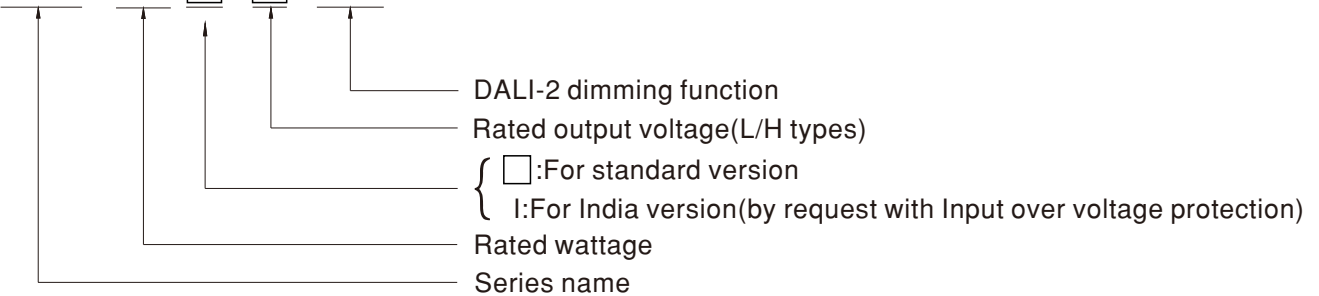 DALI-2 dimming function
Rated output voltage(L/H types)
□:For standard version
I:For India version(by request with Input over voltage protection)
Rated wattage
Series name